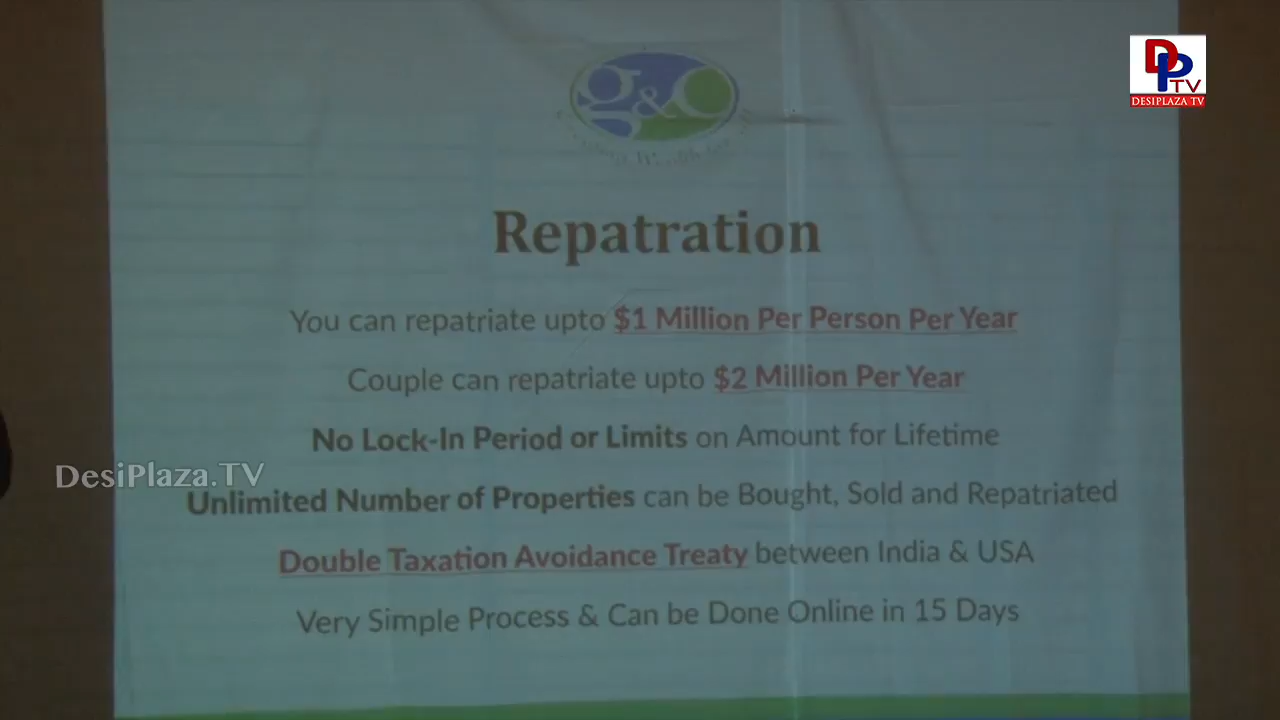 DPTV
DESIPLAZA TV
g&c
Repatration
You can repatriate upto $1 Million Per Person Per Year
Couple can repatriate upto $2 Million Per Year
No Lock-In Period or Limits on Amount for Lifetime
DesiPlaza.TV
Unlimited Number of Properties can be Bought, Sold and Repatriated
Double Taxation Avoidance Treaty between India & USA
Very Simple Process & Can be Done Online in 15 Days